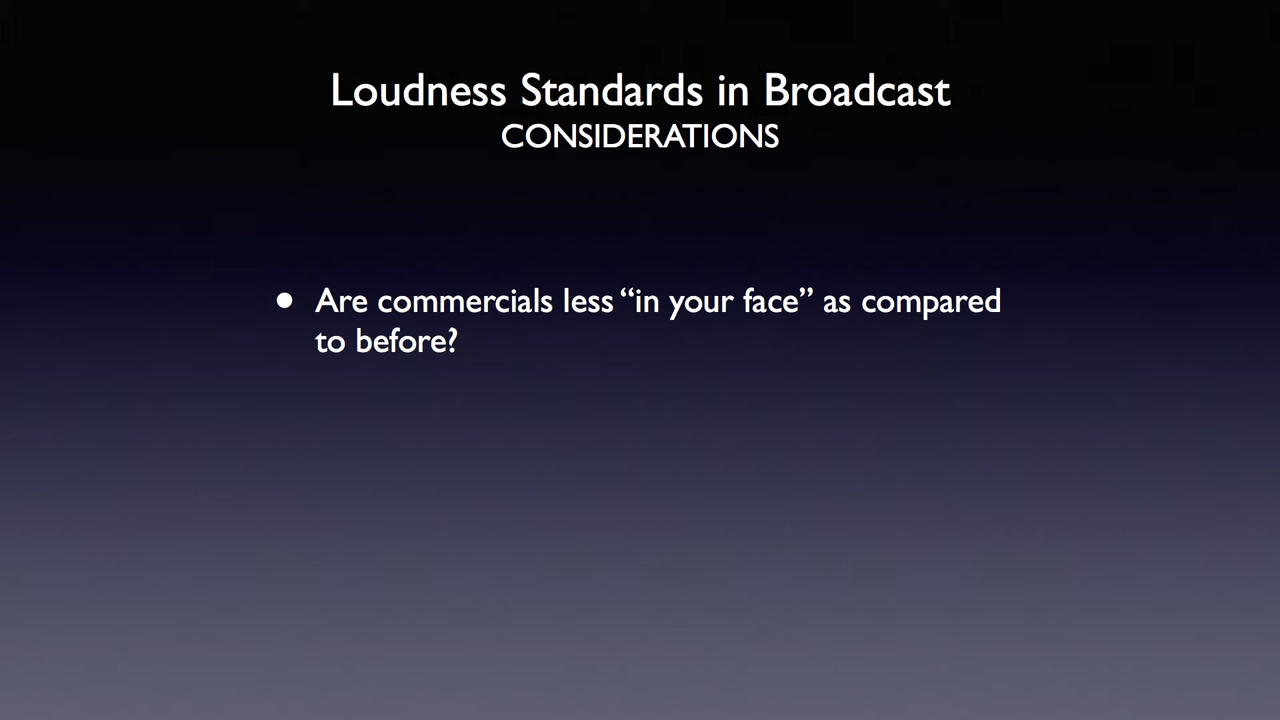 Loudness Standards in Broadcast
CONSIDERATIONS
• Are commercials less “in your face” as compared
to before?